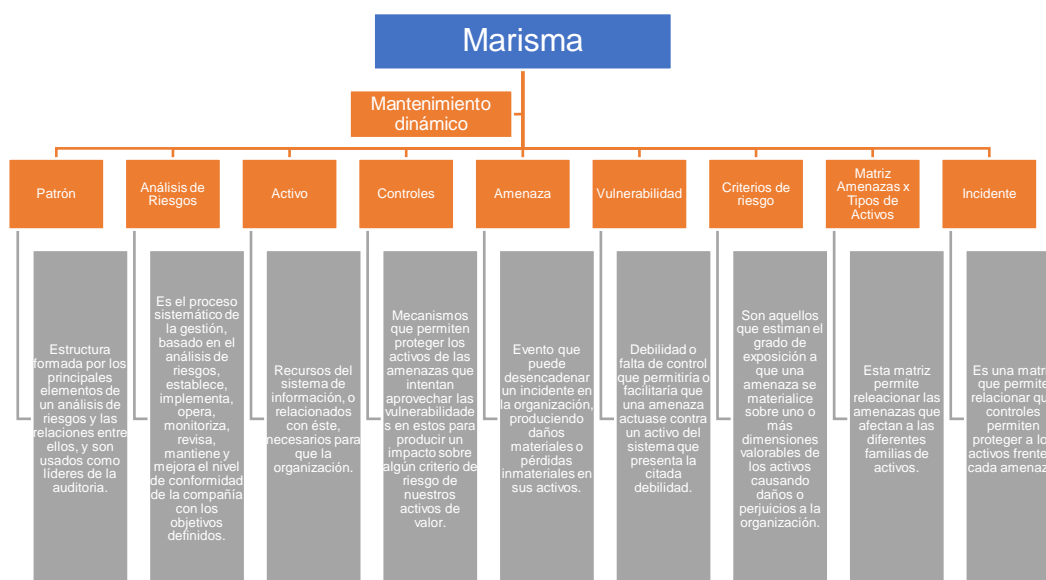 Marisma
Mantenimiento
dinámico
Patrón
Análisis de
Riesgos
Activo
Controles
Amenaza
Vulnerabilidad
Criterios de
riesgo
Matriz
Amenazas x
Tipos de
Activos
Incidente
Estructura
formada por los
principales
elementos de
un análisis de
riesgos y las
relaciones entre
ellos, y son
usados como
líderes de la
auditoria.
Es el proceso
sistemático de
la gestión,
basado en el
análisis de
riesgos,
establece,
implementa,
opera,
monitoriza,
revisa,
mantiene y
mejora el nivel
de conformidad
de la compañía
con los
objetivos
definidos.
Recursos del
sistema de
información, o
relacionados
con éste,
necesarios para
que la
organización.
Mecanismos
que permiten
proteger los
activos de las
amenazas que
intentan
aprovechar las
vulnerabilidade
s en estos para
producir un
impacto sobre
algún criterio de
riesgo de
nuestros
activos de
valor.
Evento que
puede
desencadenar
un incidente en
la organización,
produciendo
daños
materiales o
pérdidas
inmateriales en
sus activos.
Debilidad o
falta de control
que permitiría o
facilitaría que
una amenaza
actuase contra
un activo del
sistema que
presenta la
citada
debilidad.
Son aquellos
que estiman el
grado de
exposición a
que una
amenaza se
materialice
sobre uno o
más
dimensiones
valorables de
los activos
causando
daños o
perjuicios a la
organización.
Esta matriz
permite
releacionar las
amenazas que
afectan a las
diferentes
familias de
activos.
Es una matri
que permite
relacionar qu
controles
permiten
proteger a lo
activos frente
cada amenaz